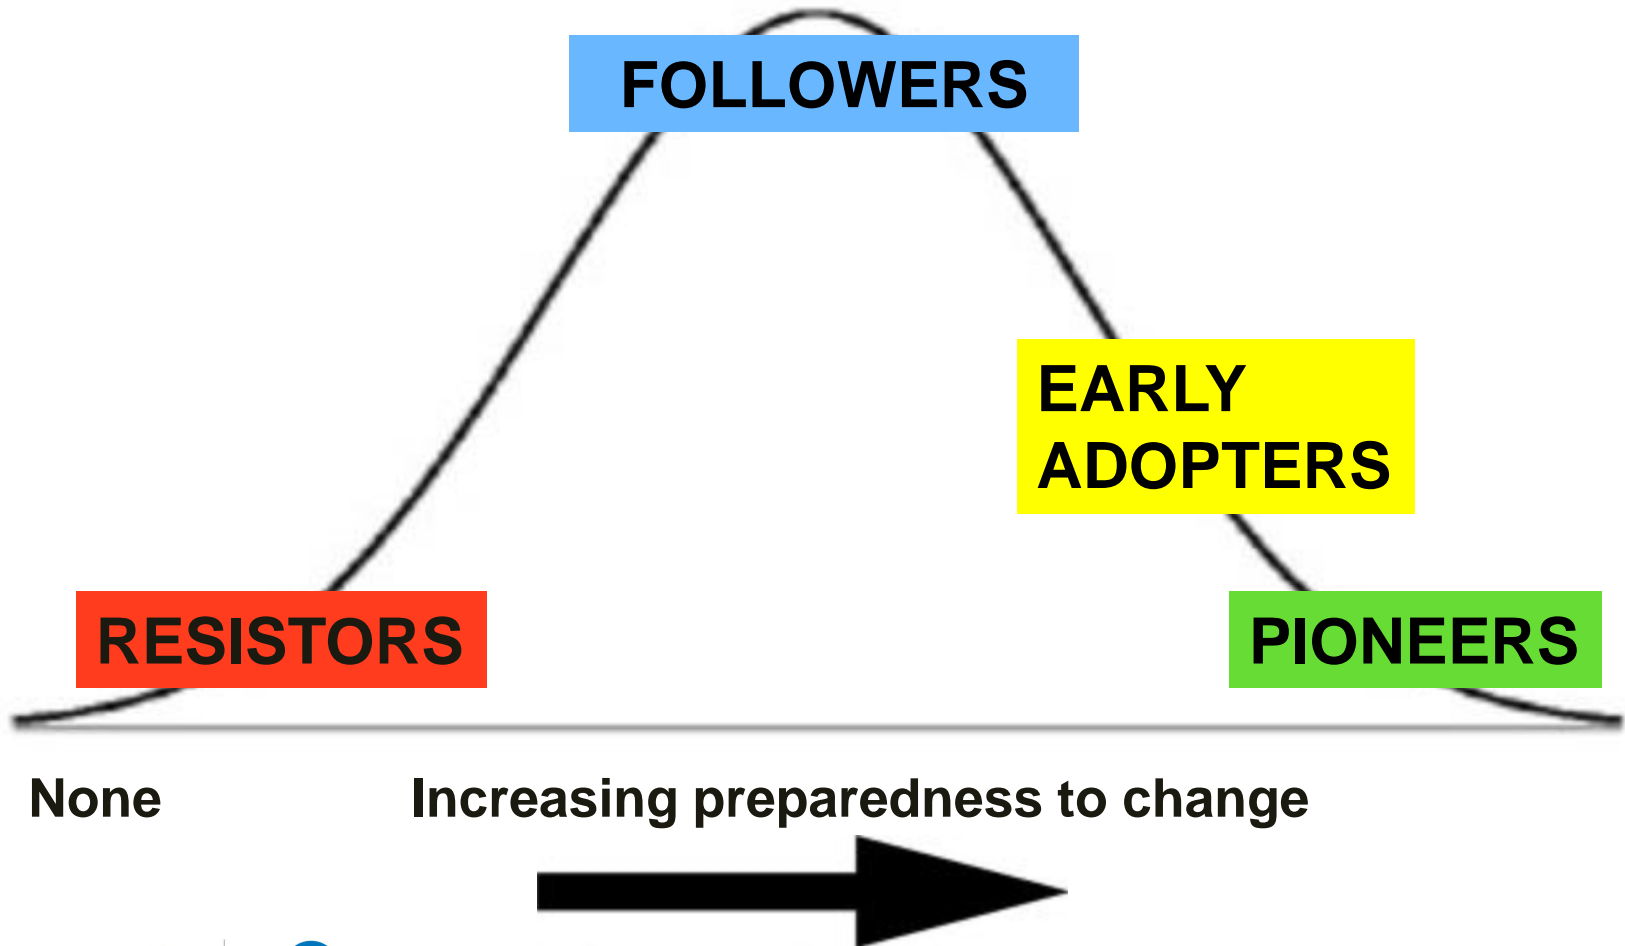 FOLLOWERS
EARLY
ADOPTERS
RESISTORS
PIONEERS
None
Increasing preparedness to change